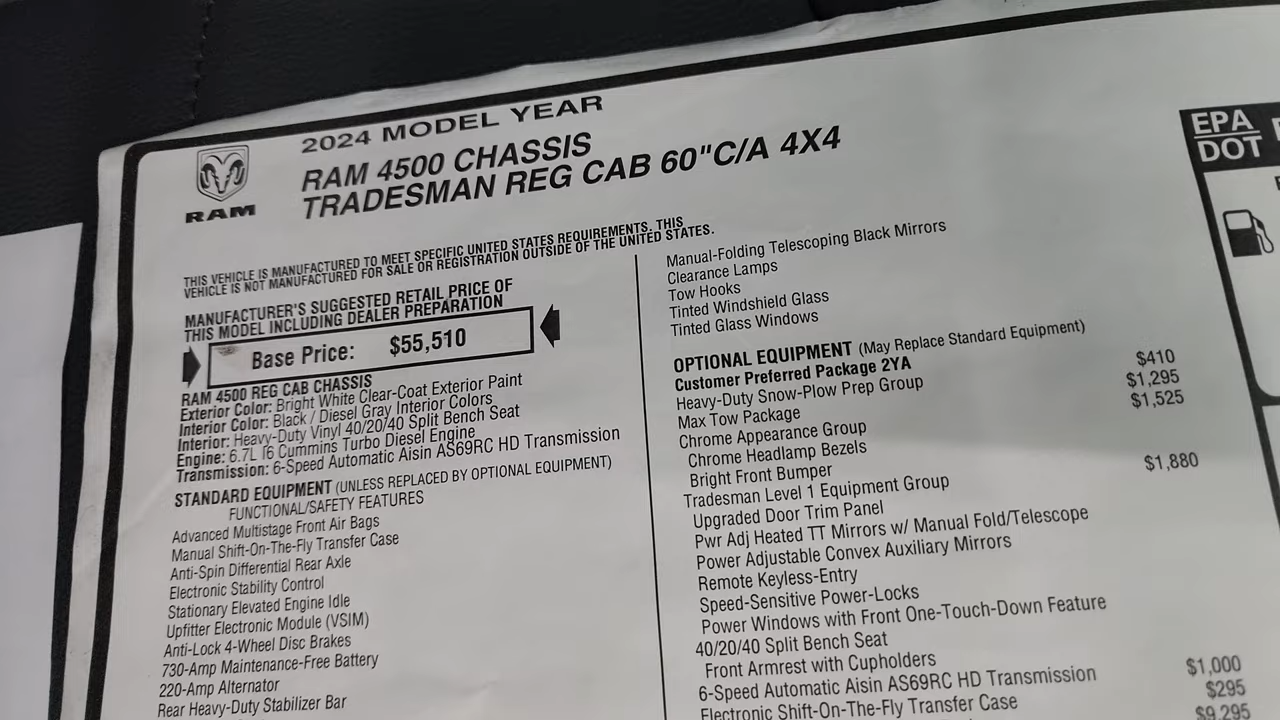 2024 MODEL YEAR
RAM 4500 CHASSIS
TRADESMAN REG CAB 60"C/A 4X4
RAM
THIS VEHICLE IS MANUFACTURED TO MEET SPECIFIC UNITED STATES REQUIREMENTS. THIS
VEHICLE IS NOT MANUFACTURED FOR SALE OR REGISTRATION OUTSIDE OF THE UNITED STATES.
MANUFACTURER'S SUGGESTED RETAIL PRICE OF
THIS MODEL INCLUDING DEALER PREPARATION
Base Price: $55,510
RAM 4500 REG CAB CHASSIS
Exterior Color: Bright White Clear-Coat Exterior Paint
Interior Color: Black / Diesel Gray Interior Colors
Interior: Heavy-Duty Vinyl 40/20/40 Split Bench Seat
Engine: 6.7L I6 Cummins Turbo Diesel Engine
Transmission: 6-Speed Automatic Aisin AS69RC HD Transmission
STANDARD EQUIPMENT (UNLESS REPLACED BY OPTIONAL EQUIPMENT)
FUNCTIONAL/SAFETY FEATURES
Advanced Multistage Front Air Bags
Manual Shift-On-The-Fly Transfer Case
Anti-Spin Differential Rear Axle
Electronic Stability Control
Stationary Elevated Engine Idle
Upfitter Electronic Module (VSIM)
Anti-Lock 4-Wheel Disc Brakes
730-Amp Maintenance-Free Battery
220-Amp Alternator
Rear Heavy-Duty Stabilizer Bar
Manual-Folding Telescoping Black Mirrors
Clearance Lamps
Tow Hooks
Tinted Windshield Glass
Tinted Glass Windows
OPTIONAL EQUIPMENT (May Replace Standard Equipment)
Customer Preferred Package 2YA
Heavy-Duty Snow-Plow Prep Group $410
Max Tow Package $1,295
Chrome Appearance Group $1,525
Chrome Headlamp Bezels
Bright Front Bumper
Tradesman Level 1 Equipment Group $1,880
Upgraded Door Trim Panel
Pwr Adj Heated TT Mirrors w/ Manual Fold/Telescope
Power Adjustable Convex Auxiliary Mirrors
Remote Keyless-Entry
Speed-Sensitive Power-Locks
Power Windows with Front One-Touch-Down Feature
40/20/40 Split Bench Seat
Front Armrest with Cupholders
6-Speed Automatic Aisin AS69RC HD Transmission $1,000
Electronic Shift-On-The-Fly Transfer Case $295
$9,295
EPA
DOT